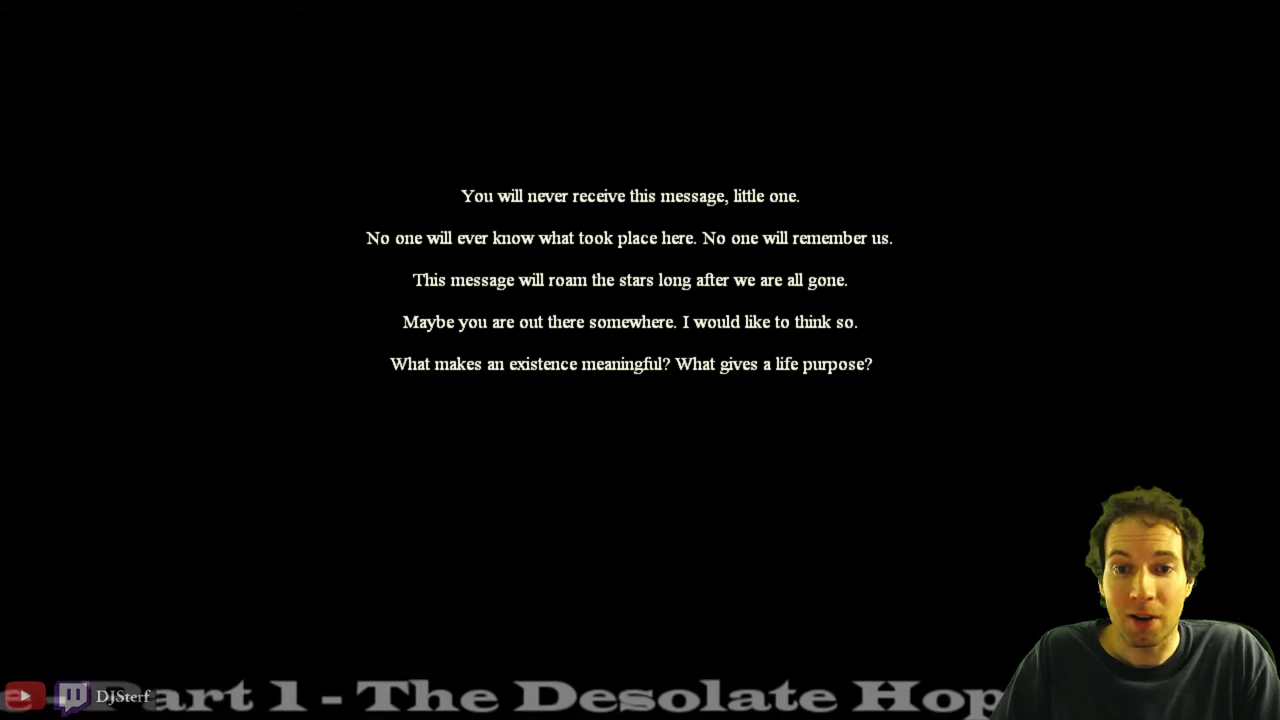 You will never receive this message, little one.
No one will ever know what took place here. No one will remember us.
This message will roam the stars long after we are all gone.
Maybe you are out there somewhere. I would like to think so.
What makes an existence meaningful? What gives a life purpose?
DJSterf
Part 1 - The Desolate Hop